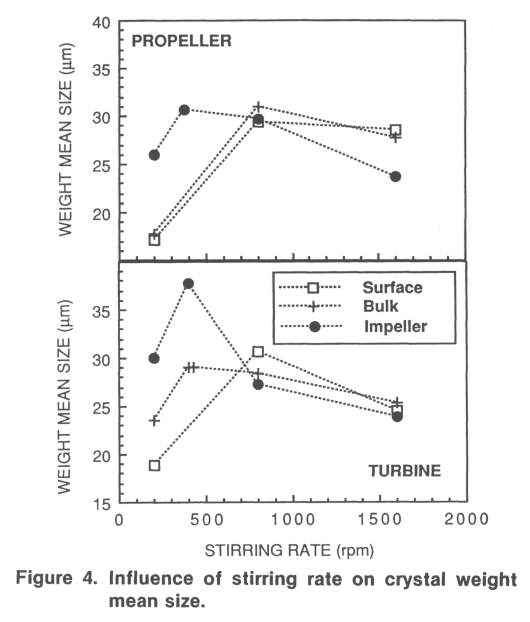 40
PROPELLER
35
30
25
20
WEIGHT MEAN SIZE (µm)
Surface
Bulk
Impeller
35
30
25
20
15
WEIGHT MEAN SIZE (µm)
TURBINE
0 500 1000 1500 2000
STIRRING RATE (rpm)
Figure 4. Influence of stirring rate on crystal weight
mean size.